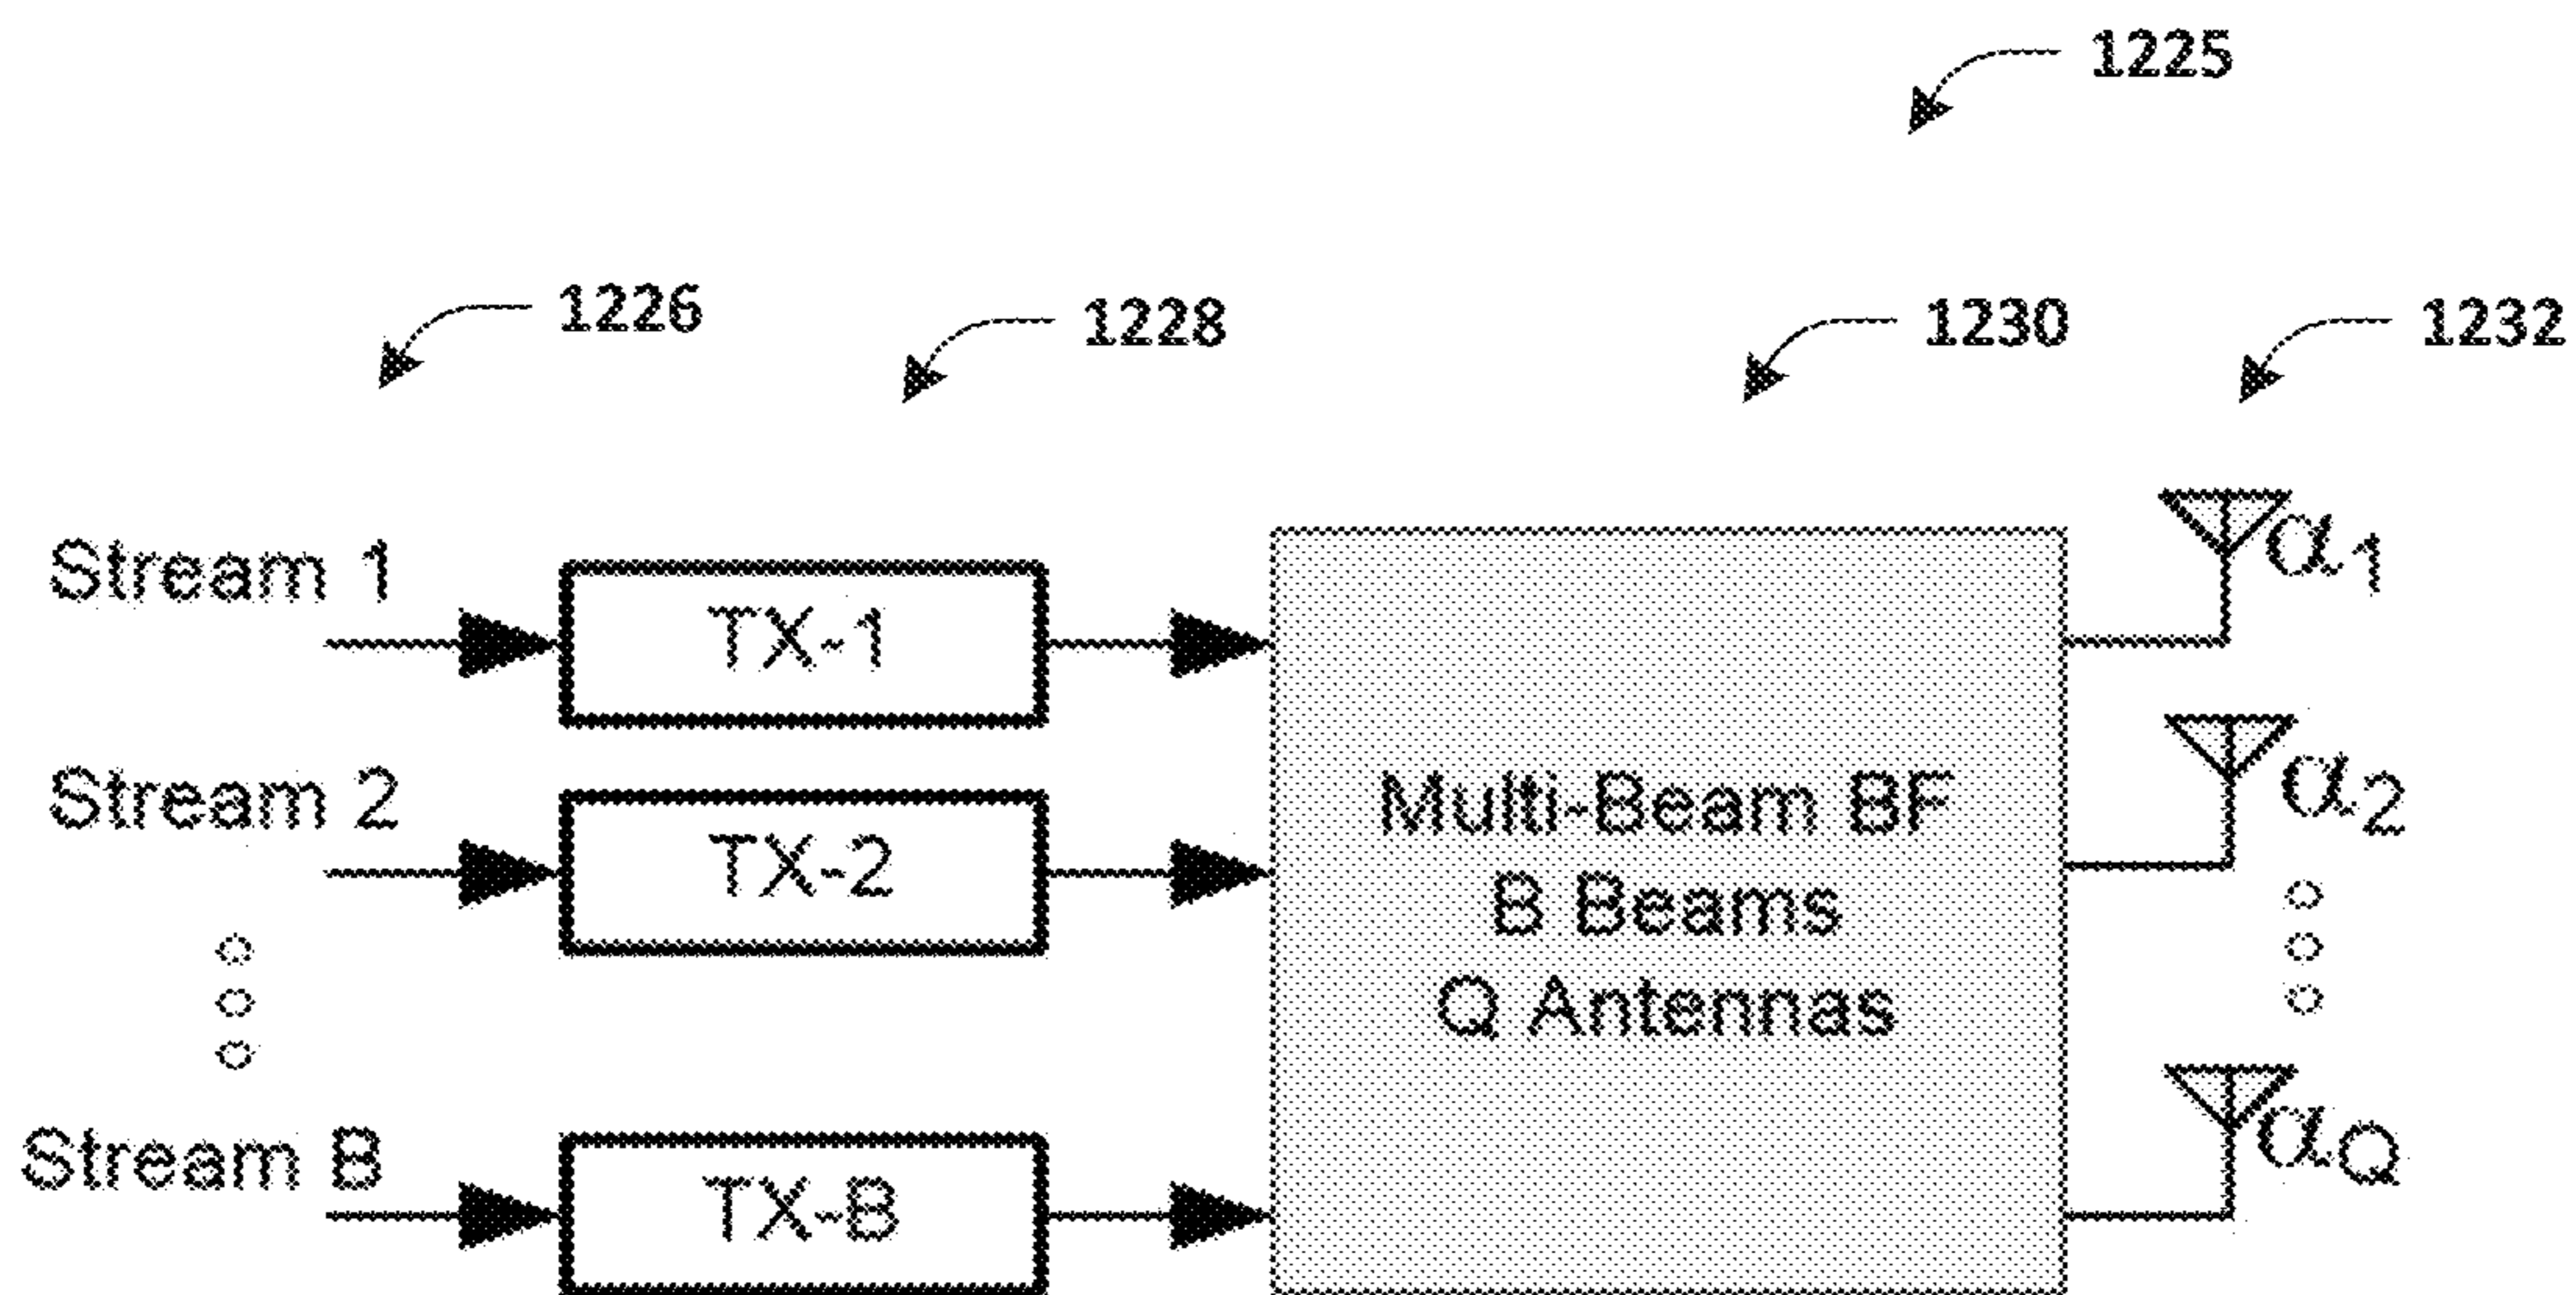 1225
1226
1228
1230
1232
Stream 1
TX-1
α1
Stream 2
TX-2
α2
Multi-Beam BF
B Beams
Q Antennas
Stream B
TX-B
αQ